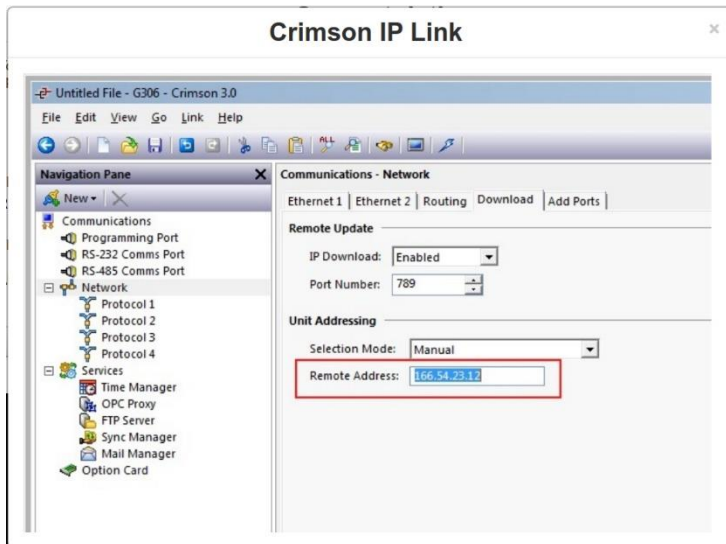 Crimson IP Link
×
Untitled File - G306 - Crimson 3.0
File Edit View Go Link Help
ALL
Navigation Pane X
New
Communications
Programming Port
RS-232 Comms Port
RS-485 Comms Port
Network
Protocol 1
Protocol 2
Protocol 3
Protocol 4
Services
Time Manager
OPC Proxy
FTP Server
Sync Manager
Mail Manager
Option Card
Communications - Network
Ethernet 1 Ethernet 2 Routing Download Add Ports
Remote Update
IP Download: Enabled
Port Number: 789
Unit Addressing
Selection Mode: Manual
Remote Address: 166.54.23.12